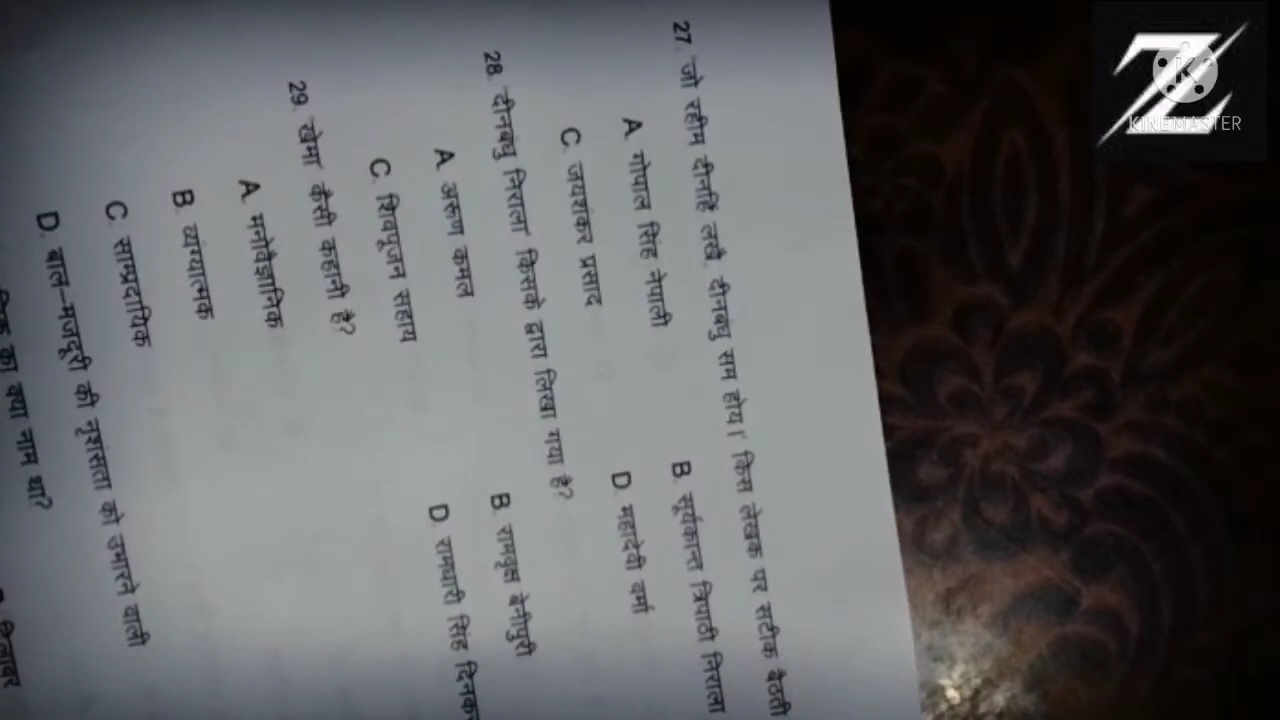 27. 'जो रहीम दीनहिं लखै, दीनबंधु सम होय।' किस लेखक पर सटीक बैठती
A. गोपाल सिंह नेपाली B. सूर्यकान्त त्रिपाठी निराला
C. जयशंकर प्रसाद D. महादेवी वर्मा
28. 'दीनबंधु निराला' किसके द्वारा लिखा गया है?
A. अरूण कमल B. रामवृक्ष बेनीपुरी
C. शिवपूजन सहाय D. रामधारी सिंह दिनकर
29. 'खेमा' कैसी कहानी है?
A. मनोवैज्ञानिक
B. व्यंग्यात्मक
C. साम्प्रदायिक
D. बाल-मजदूरी की नृशंसता को उभारने वाली
का क्या नाम था?
KINEMASTER